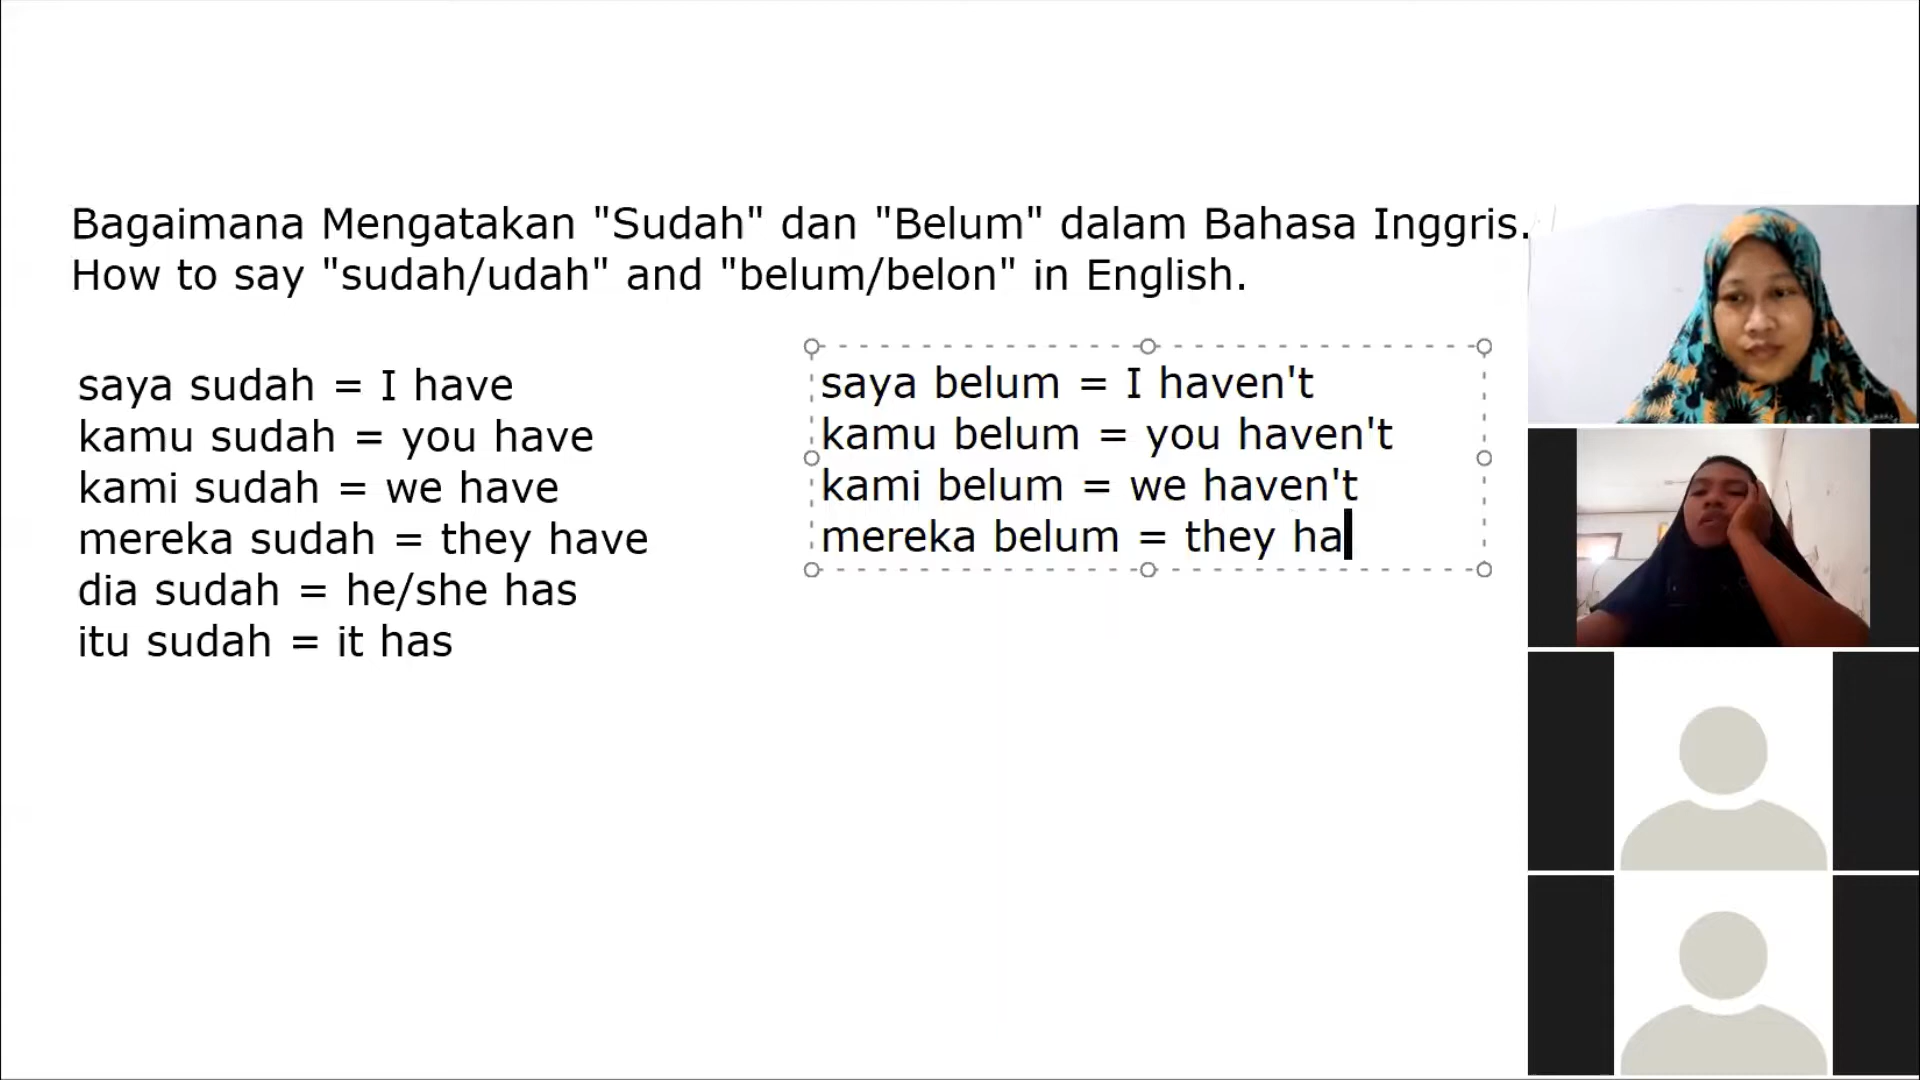 Bagaimana Mengatakan "Sudah" dan "Belum" dalam Bahasa Inggris.
How to say "sudah/udah" and "belum/belon" in English.
saya sudah = I have
kamu sudah = you have
kami sudah = we have
mereka sudah = they have
dia sudah = he/she has
itu sudah = it has
saya belum = I haven't
kamu belum = you haven't
kami belum = we haven't
mereka belum = they ha